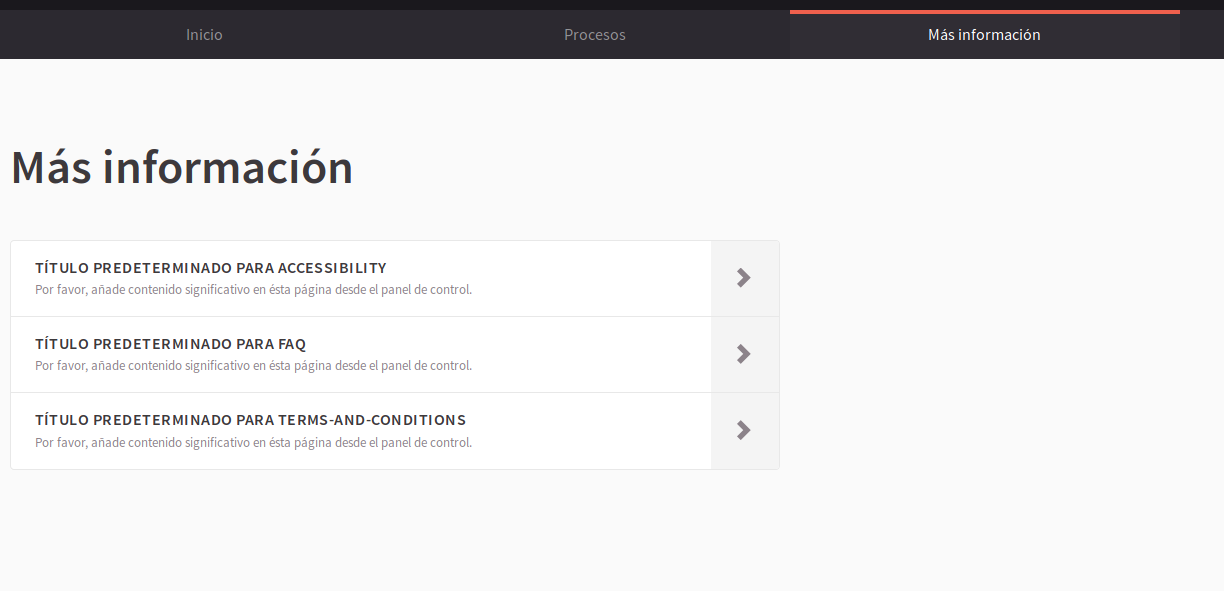 Inicio
Procesos
Más información
Más información
TÍTULO PREDETERMINADO PARA ACCESSIBILITY
Por favor, añade contenido significativo en ésta página desde el panel de control.
TÍTULO PREDETERMINADO PARA FAQ
Por favor, añade contenido significativo en ésta página desde el panel de control.
TÍTULO PREDETERMINADO PARA TERMS-AND-CONDITIONS
Por favor, añade contenido significativo en ésta página desde el panel de control.